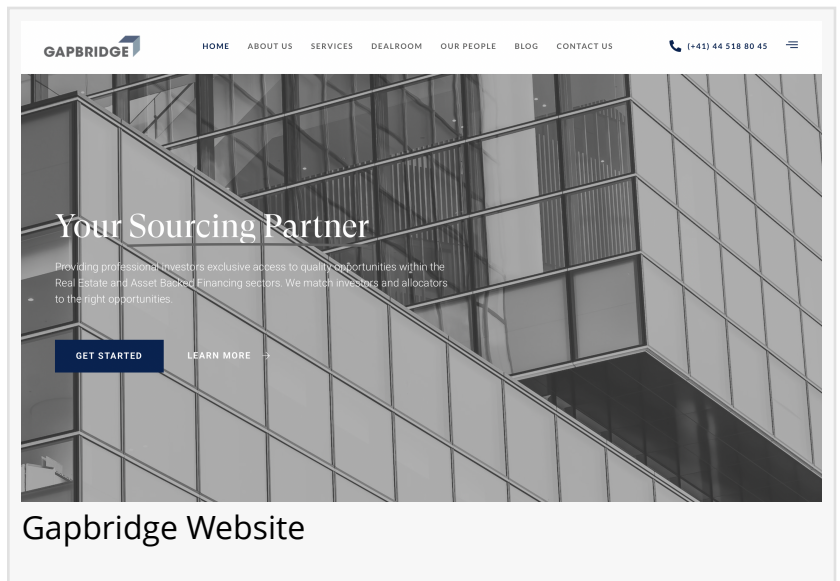 GAPBRIDGE
HOME ABOUT US SERVICES DEALROOM OUR PEOPLE BLOG CONTACT US
(+41) 44 518 80 45
Your Sourcing Partner
Providing professional investors exclusive access to quality opportunities within the
Real Estate and Asset Backed Financing sectors. We match investors and allocators
to the right opportunities.
GET STARTED
LEARN MORE
Gapbridge Website